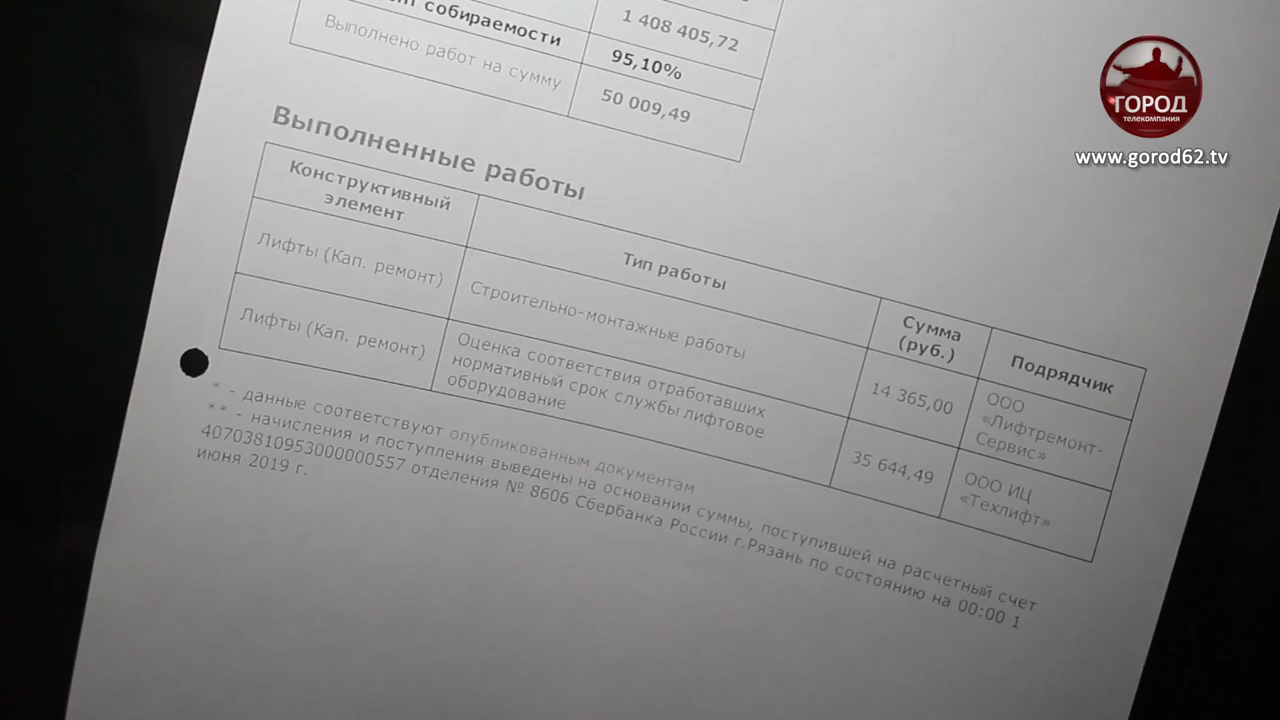 1 408 405,72
собираемости
95,10%
Выполнено работ на сумму
50 009,49
ГОРОД
телекомпания
www.gorod62.tv
Выполненные работы
Конструктивный
элемент
Тип работы
Сумма
(руб.)
Подрядчик
Лифты (Кап. ремонт)
Строительно-монтажные работы
14 365,00
ООО
«Лифтремонт-
Сервис»
Лифты (Кап. ремонт)
Оценка соответствия отработавших
нормативный срок службы лифтовое
оборудование
35 644,49
ООО ИЦ
«Техлифт»
* - данные соответствуют опубликованным документам
** - начисления и поступления выведены на основании суммы, поступившей на расчетный счет
40703810953000000557 отделения № 8606 Сбербанка России г.Рязань по состоянию на 00:00 1
июня 2019 г.